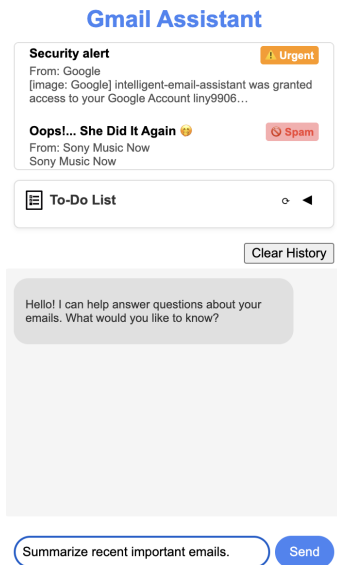 Gmail Assistant
Security alert
⚠️ Urgent
From: Google
[image: Google] intelligent-email-assistant was granted
access to your Google Account liny9906…
Oops!... She Did It Again 🤭
🚫 Spam
From: Sony Music Now
Sony Music Now
To-Do List
Clear History
Hello! I can help answer questions about your
emails. What would you like to know?
Summarize recent important emails.
Send